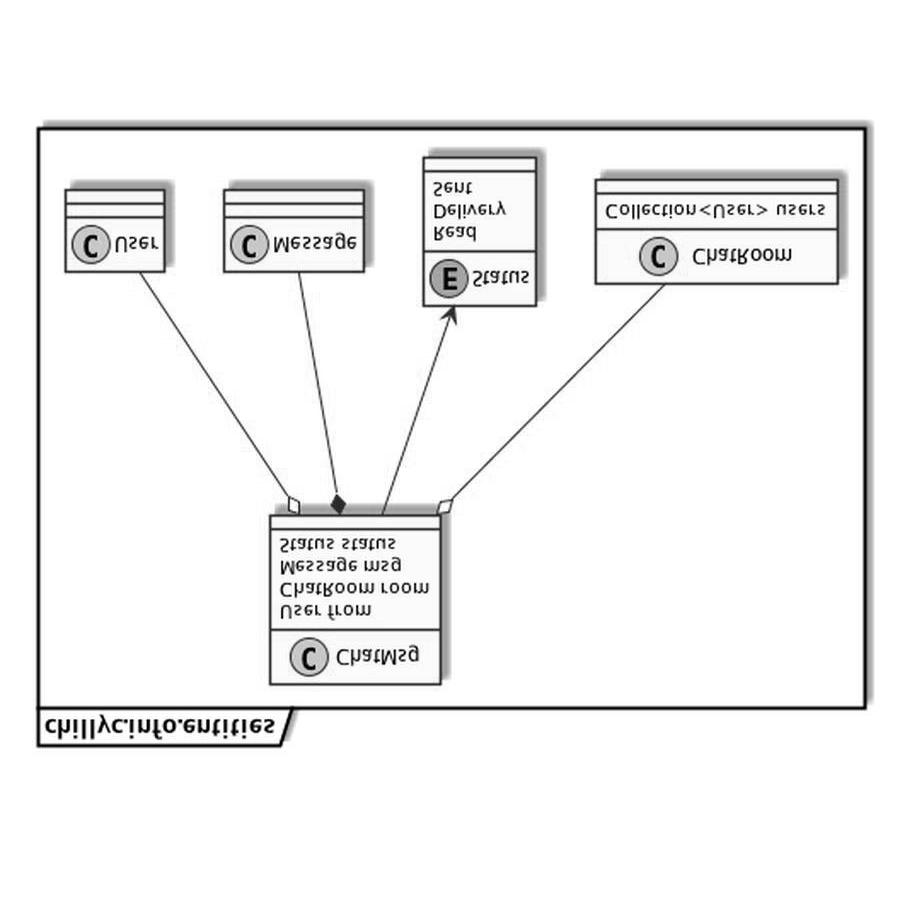 chillyc.info.entities
C ChatMsg
User from
ChatRoom room
Message msg
Status status
C User
C Message
E Status
Read
Delivery
Sent
C ChatRoom
Collection<User> users